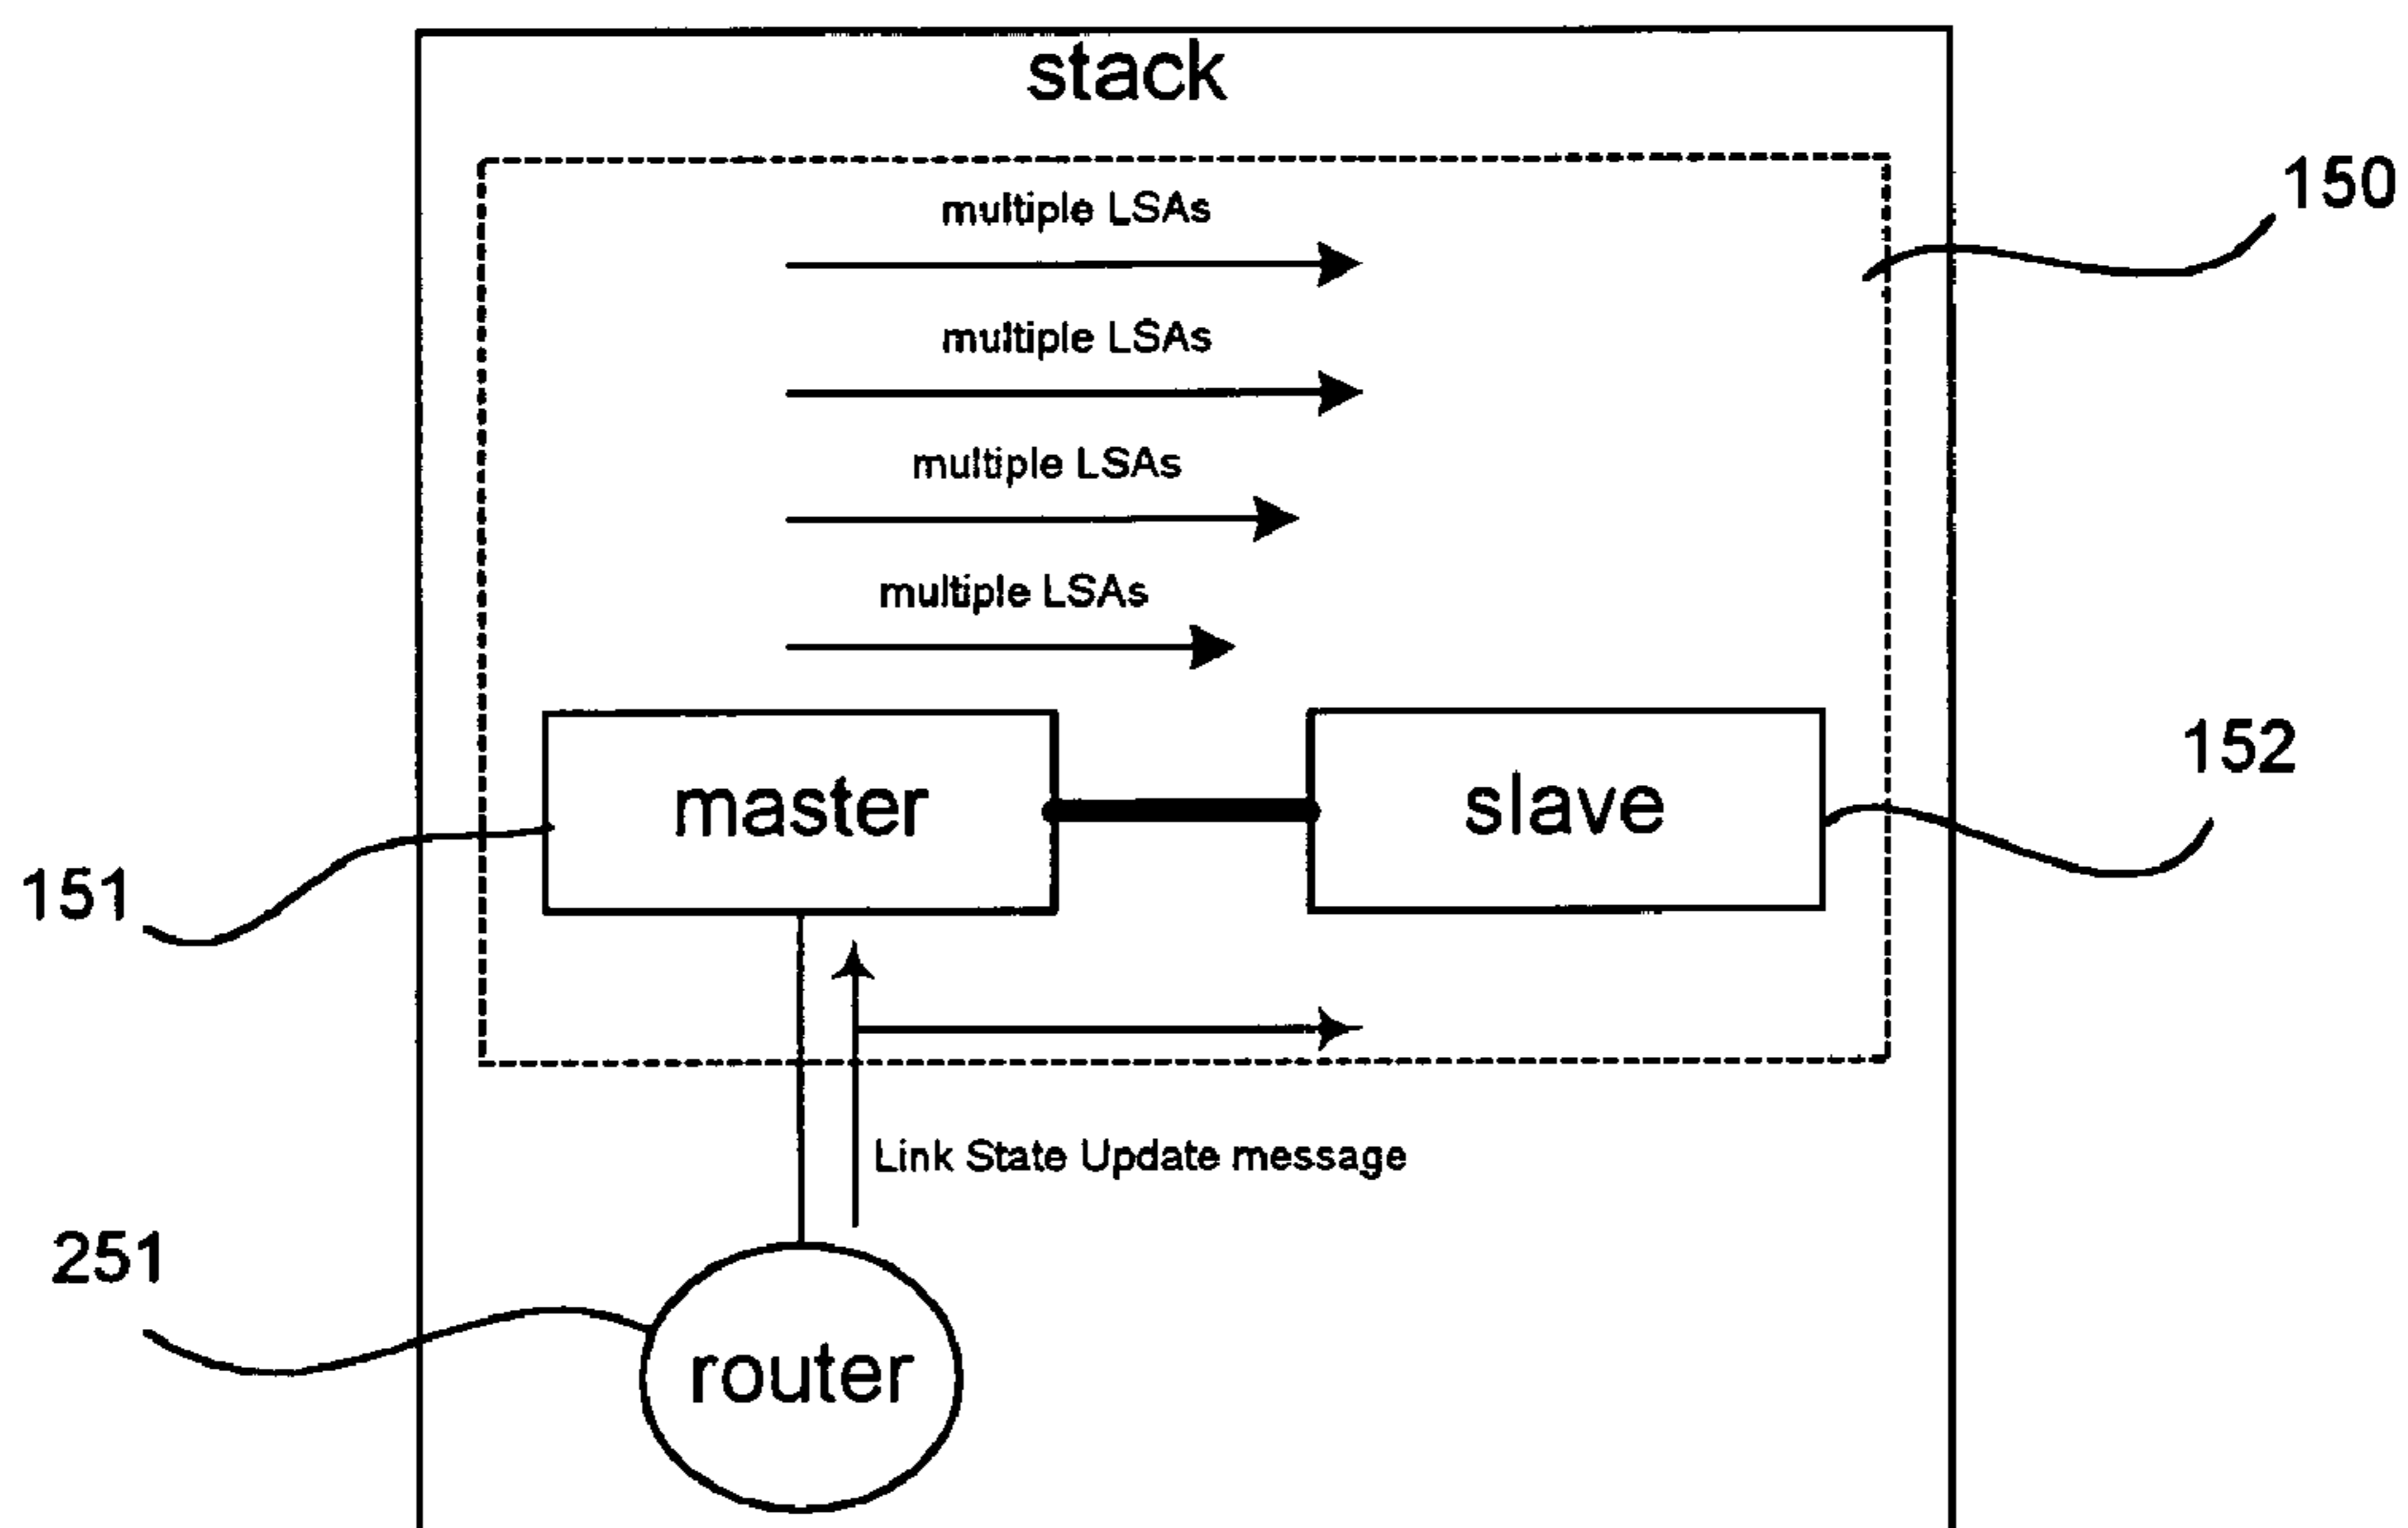 stack
150
multiple LSAs
multiple LSAs
multiple LSAs
multiple LSAs
152
master
slave
151
Link State Update message
251
router